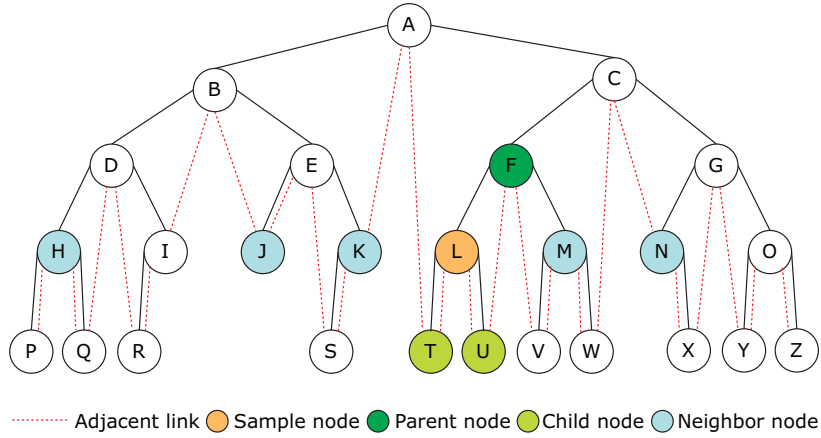 A
B
C
D
E
F
G
H
I
J
K
L
M
N
O
P
Q
R
S
T
U
V
W
X
Y
Z
Adjacent link Sample node Parent node Child node Neighbor node